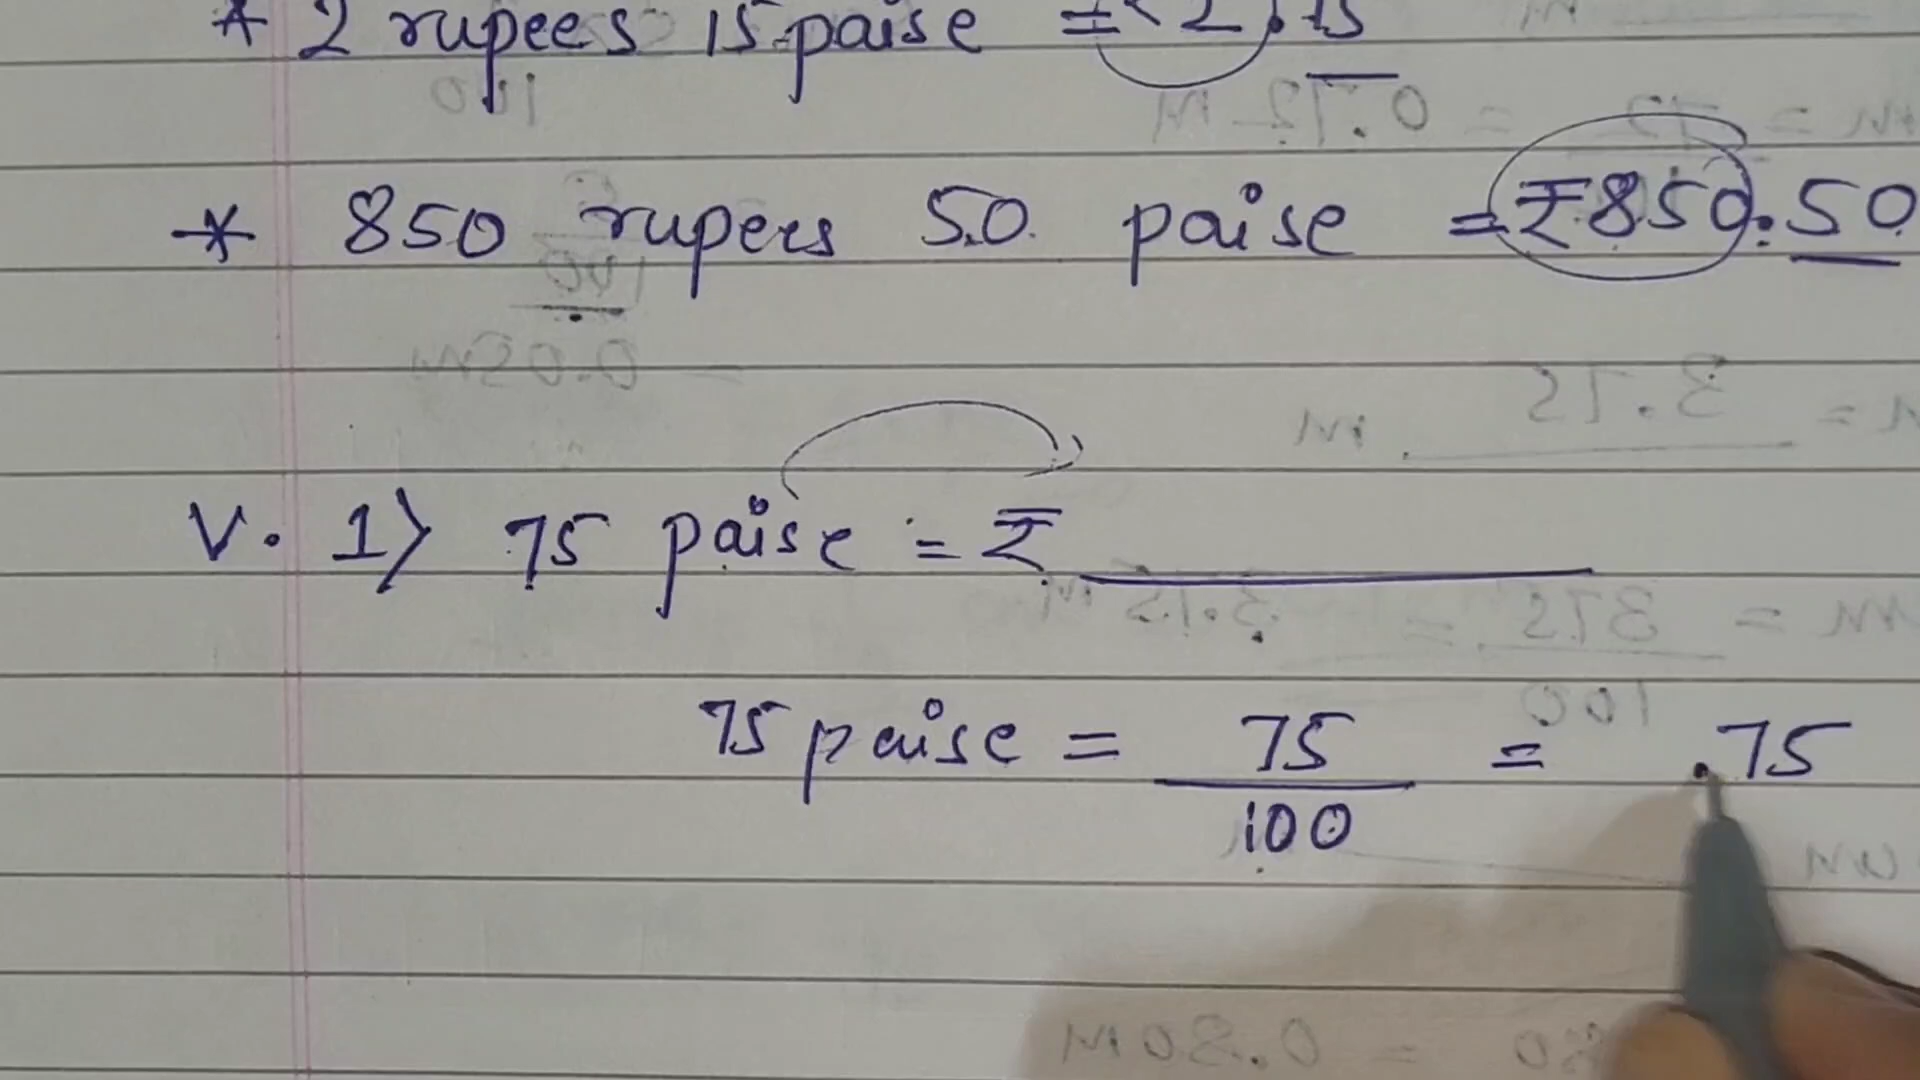 * 2 rupees 15 paise = ₹ 2.15
* 850 rupees 50 paise = ₹850.50
V. 1) 75 paise = ₹
75 paise = 75/100 = .75